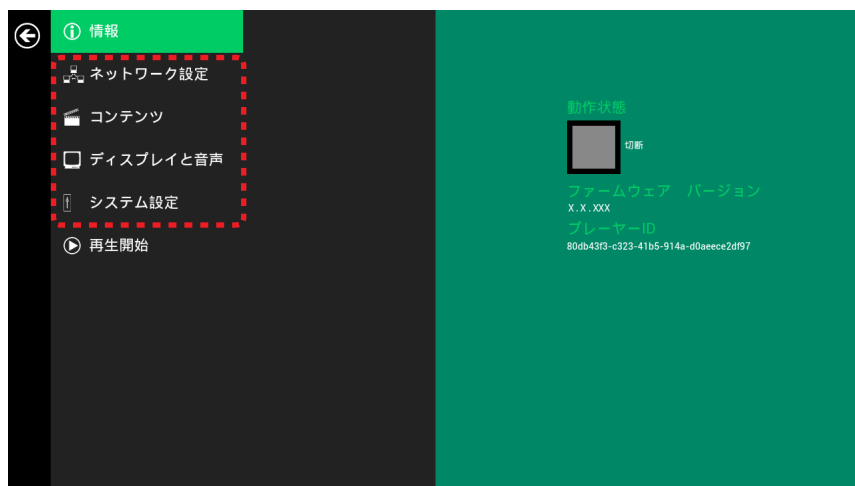 情報
ネットワーク設定
コンテンツ
ディスプレイと音声
システム設定
再生開始
動作状態
切断
ファームウェア　バージョン
X.X.XXX
プレーヤーID
80db43f3-c323-41b5-914a-d0aeece2df97